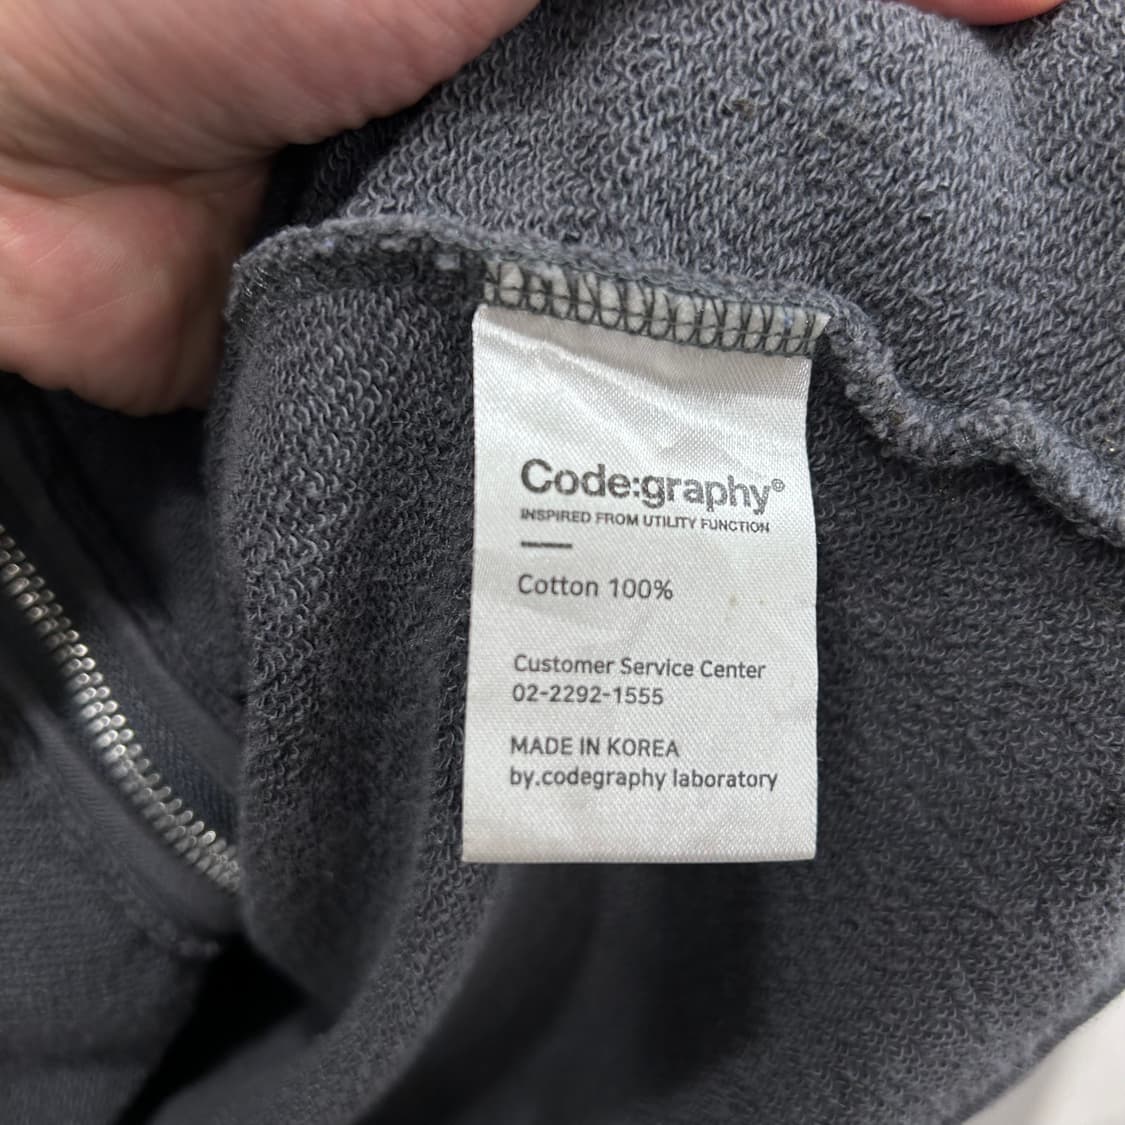 Code:graphy®
INSPIRED FROM UTILITY FUNCTION
Cotton 100%
Customer Service Center
02-2292-1555
MADE IN KOREA
by.codegraphy laboratory